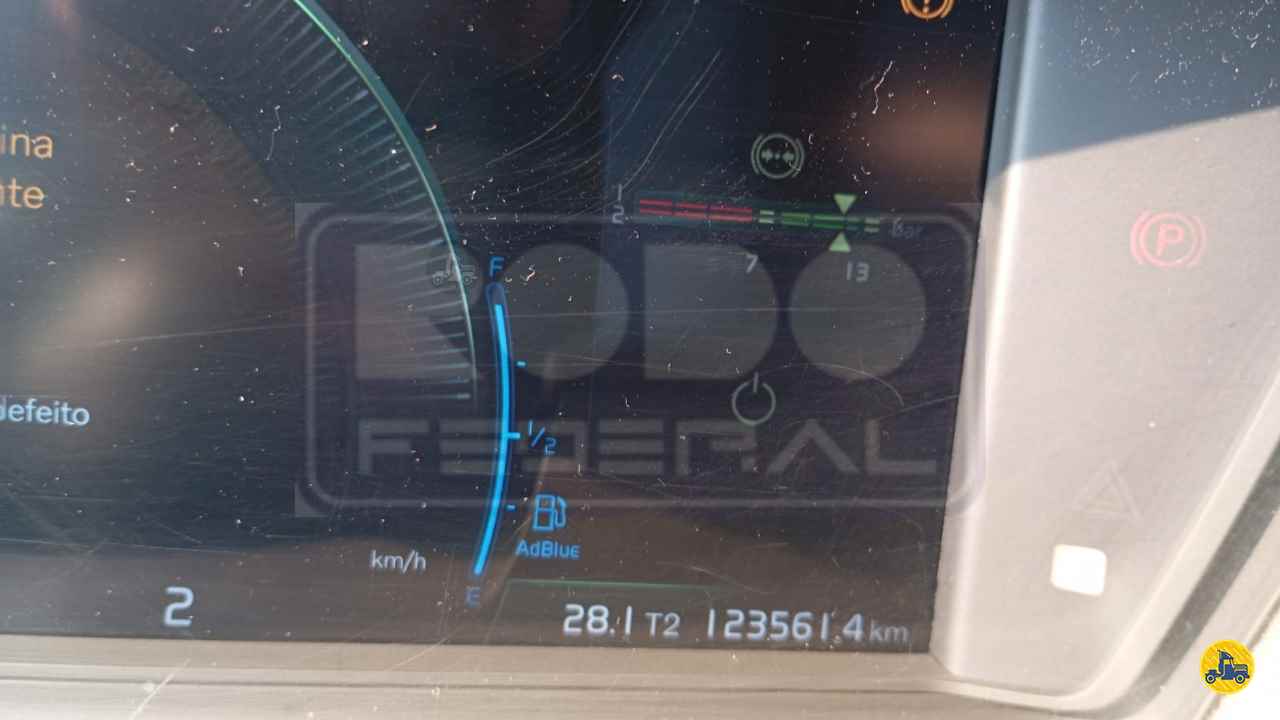 ina
te
defeito
km/h
2
F
1/2
AdBlue
E
1
2
Bar
7
13
P
28.1 T2 123561.4 km
RODO
FEDERAL